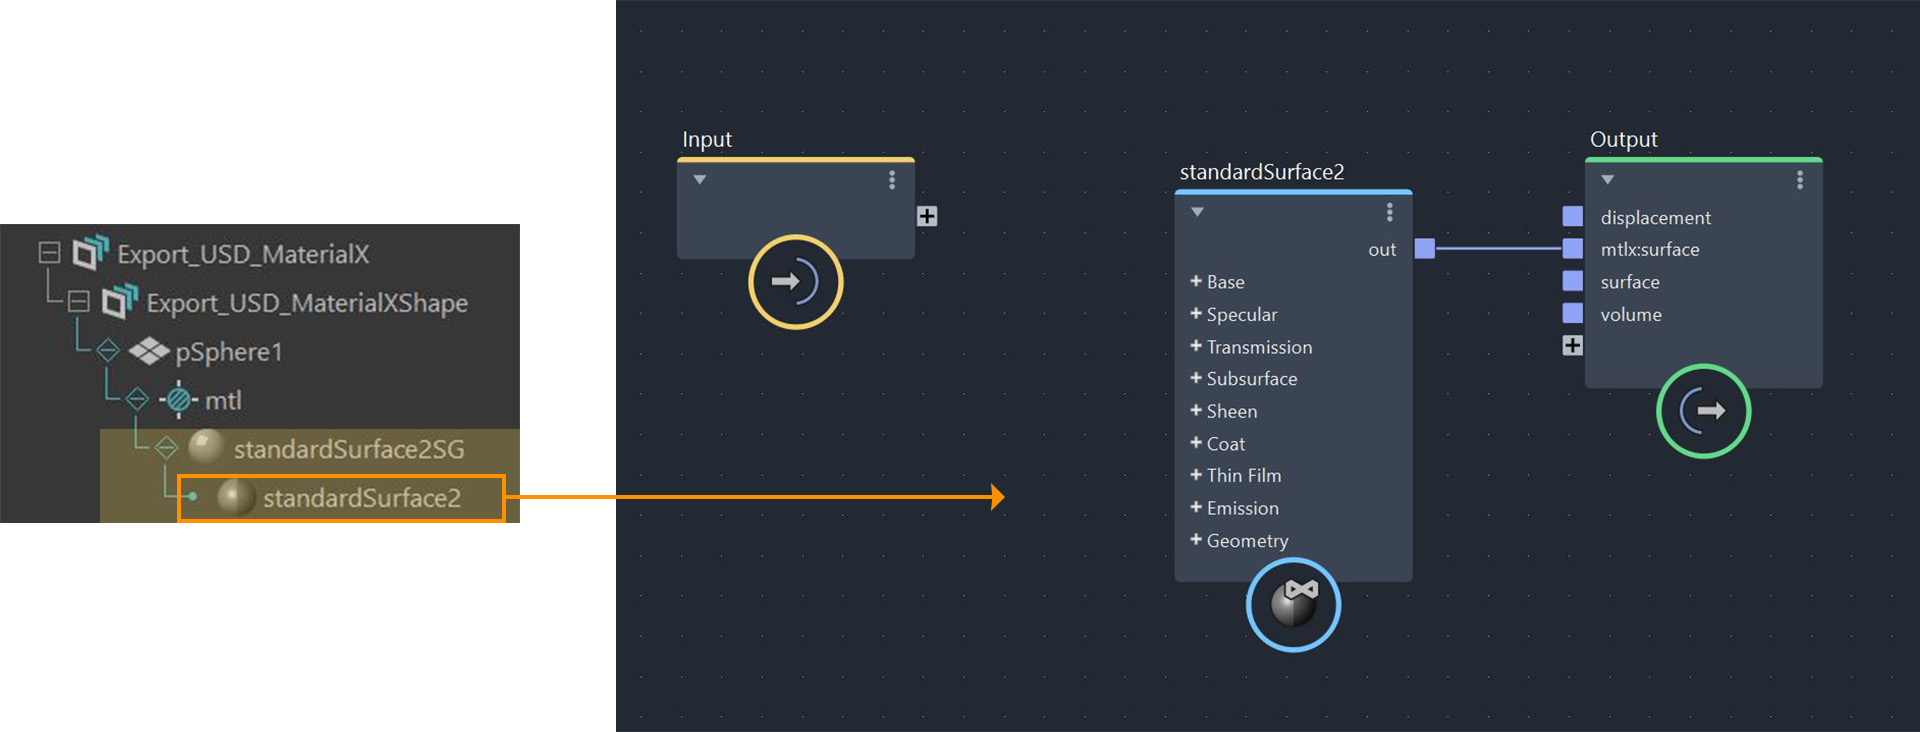 Export_USD_MaterialX
Export_USD_MaterialXShape
pSphere1
mtl
standardSurface2SG
standardSurface2
Input
standardSurface2
out
Base
Specular
Transmission
Subsurface
Sheen
Coat
Thin Film
Emission
Geometry
Output
displacement
mtlx:surface
surface
volume